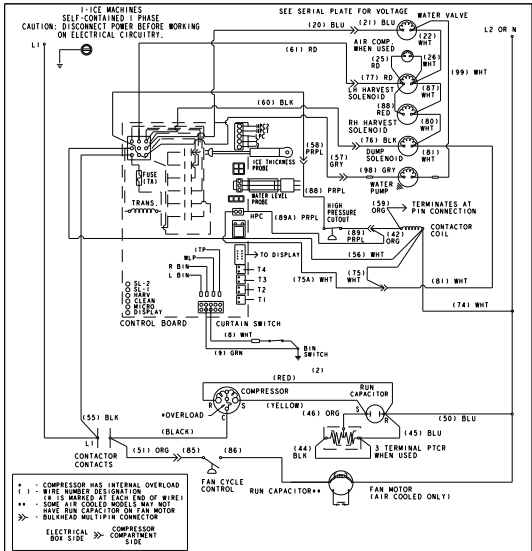 I-ICE MACHINES
SELF-CONTAINED 1 PHASE
CAUTION: DISCONNECT POWER BEFORE WORKING
ON ELECTRICAL CIRCUITRY.
SEE SERIAL PLATE FOR VOLTAGE
L1
L2 OR N
(20) BLU
(21) BLU
WATER VALVE
(22)
WHT
(61) RD
AIR COMP.
WHEN USED
(25)
RD
(26)
WHT
(99) WHT
(77) RD
LH HARVEST
SOLENOID
(87)
WHT
(88)
RED
RH HARVEST
SOLENOID
(80)
WHT
(60) BLK
(76) BLK
DUMP
SOLENOID
(81)
WHT
HPC2
HPC1
LPC
(58)
PRPL
(57)
GRY
(98) GRY
WATER
PUMP
ICE THICKNESS
PROBE
FUSE
(7A)
TRANS.
WATER LEVEL
PROBE
(88) PRPL
HIGH
PRESSURE
CUTOUT
(59)
ORG
TERMINATES AT
PIN CONNECTION
HPC
(89A) PRPL
(89)
PRPL
(42)
ORG
CONTACTOR
COIL
(56) WHT
TO DISPLAY
(75A) WHT
(75)
WHT
(81) WHT
(74) WHT
ITP
WLP
R BIN
L BIN
T4
T3
T2
T1
SL-2
SL-1
HARV
CLEAN
MICRO
DISPLAY
CONTROL BOARD
CURTAIN SWITCH
(8) WHT
(9) GRN
BIN
SWITCH
(2)
(RED)
COMPRESSOR
RUN
CAPACITOR
R
S
C
(YELLOW)
S
R
*OVERLOAD
(46) ORG
(50) BLU
(55) BLK
(BLACK)
(45) BLU
(44)
BLK
3 TERMINAL PTCR
WHEN USED
L1
CONTACTOR
CONTACTS
(51) ORG
(85)
(86)
FAN CYCLE
CONTROL
RUN CAPACITOR**
FAN MOTOR
(AIR COOLED ONLY)
* - COMPRESSOR HAS INTERNAL OVERLOAD
( ) - WIRE NUMBER DESIGNATION
(# IS MARKED AT EACH END OF WIRE)
** - SOME AIR COOLED MODELS MAY NOT
HAVE RUN CAPACITOR ON FAN MOTOR
>>- - BULKHEAD MULTIPIN CONNECTOR
ELECTRICAL BOX SIDE >>- COMPRESSOR COMPARTMENT SIDE